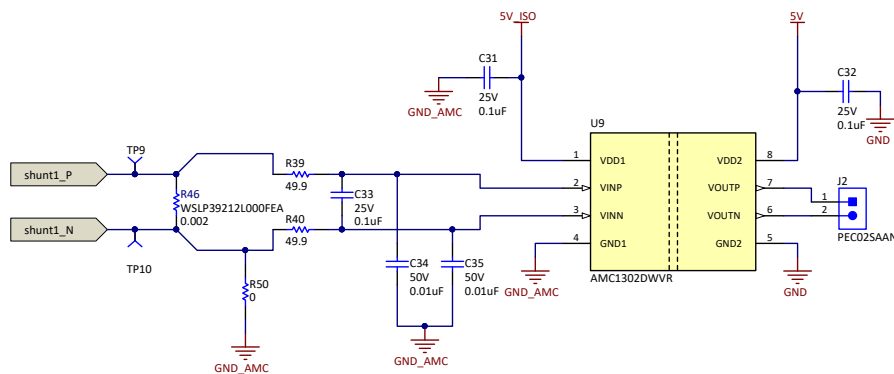 5V_ISO
5V
C31
25V
0.1uF
GND_AMC
C32
25V
0.1uF
GND
U9
1
VDD1
VDD2
8
2
VINP
VOUTP
7
3
VINN
VOUTN
6
4
GND1
GND2
5
AMC1302DWVR
GND_AMC
GND
J2
1
2
PEC02SAAN
TP9
shunt1_P
R39
49.9
R46
WSLP39212L000FEA
0.002
C33
25V
0.1uF
shunt1_N
R40
49.9
TP10
C34
50V
0.01uF
C35
50V
0.01uF
R50
0
GND_AMC
GND_AMC